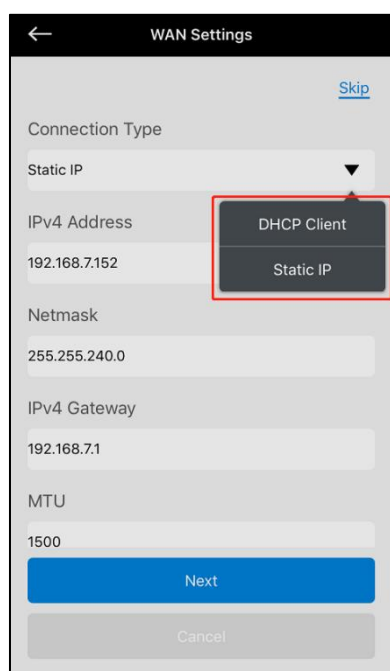 WAN Settings
Skip
Connection Type
Static IP
IPv4 Address
DHCP Client
192.168.7.152
Static IP
Netmask
255.255.240.0
IPv4 Gateway
192.168.7.1
MTU
1500
Next
Cancel